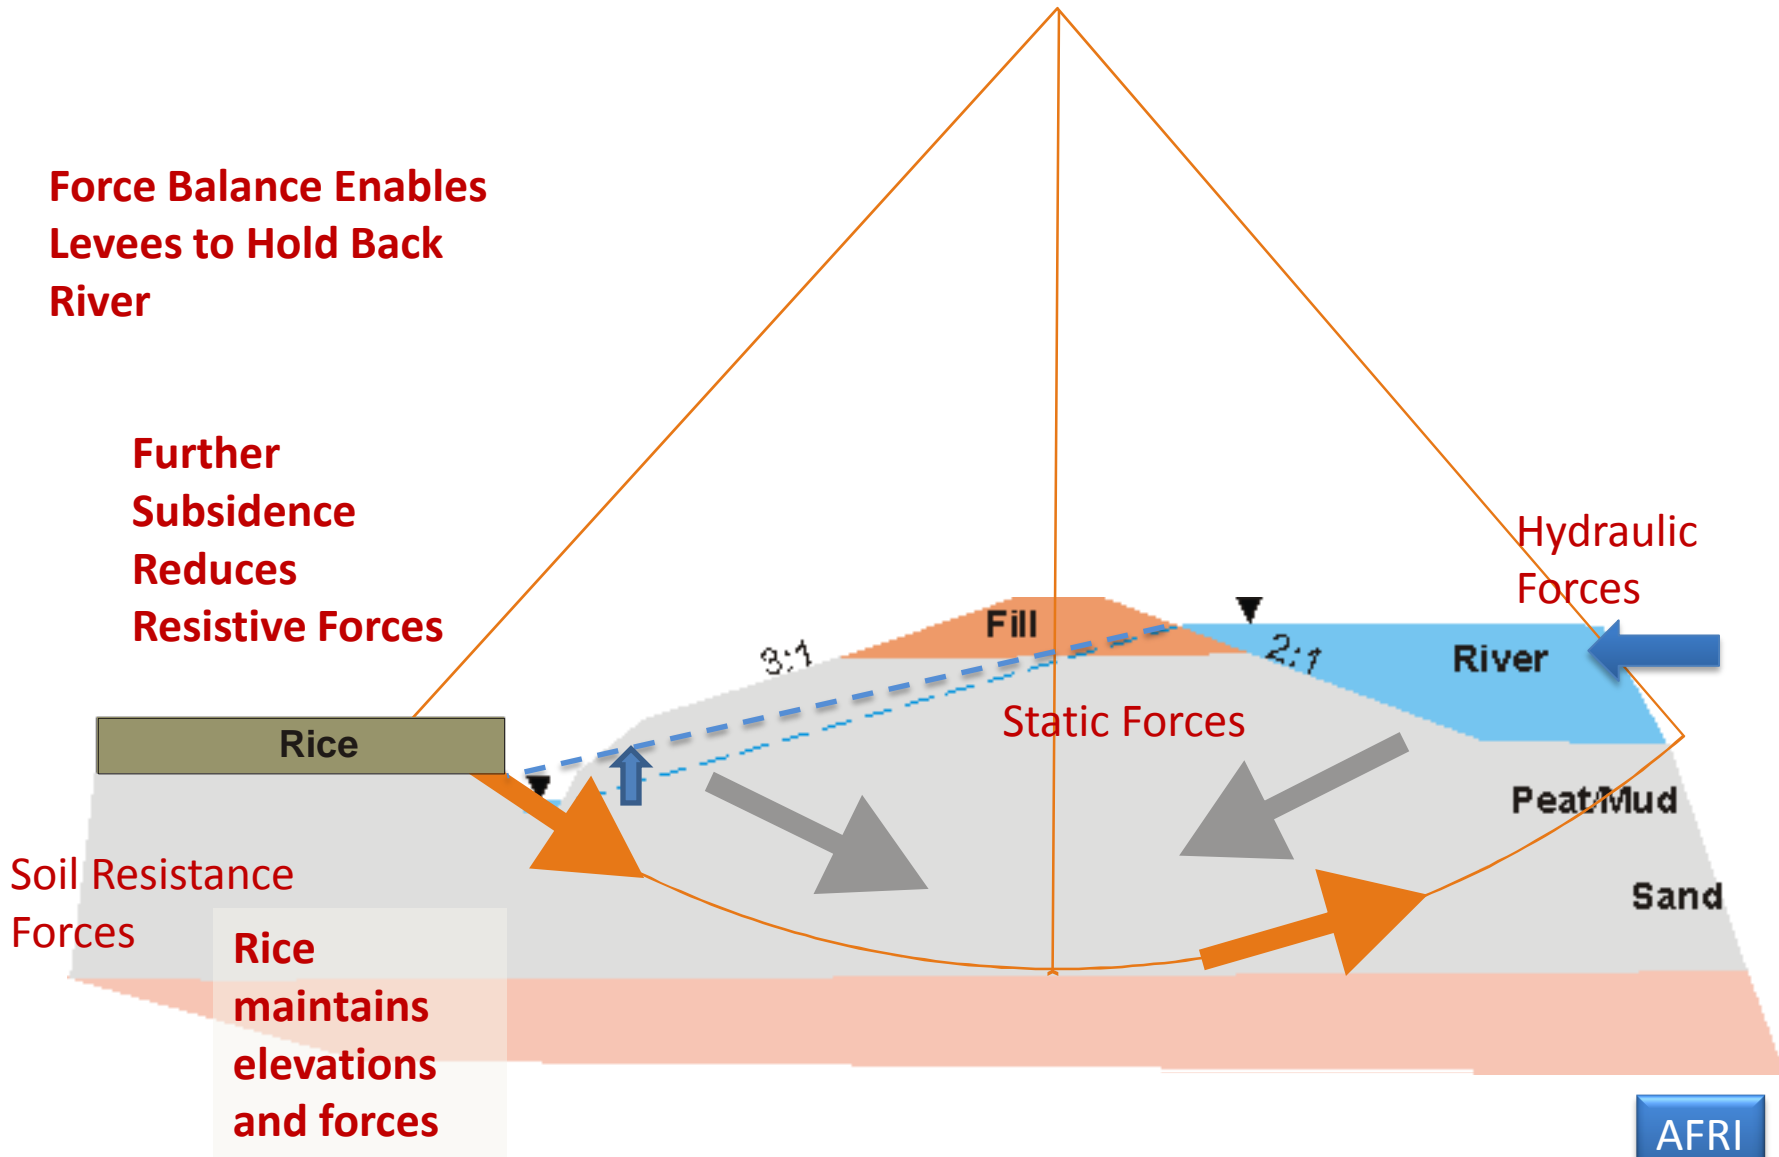 Force Balance Enables
Levees to Hold Back
River
Further
Subsidence
Reduces
Resistive Forces
Hydraulic
Forces
Fill
3:1
2:1
River
Static Forces
Rice
Peat/Mud
Soil Resistance
Forces
Sand
Rice
maintains
elevations
and forces
AFRI